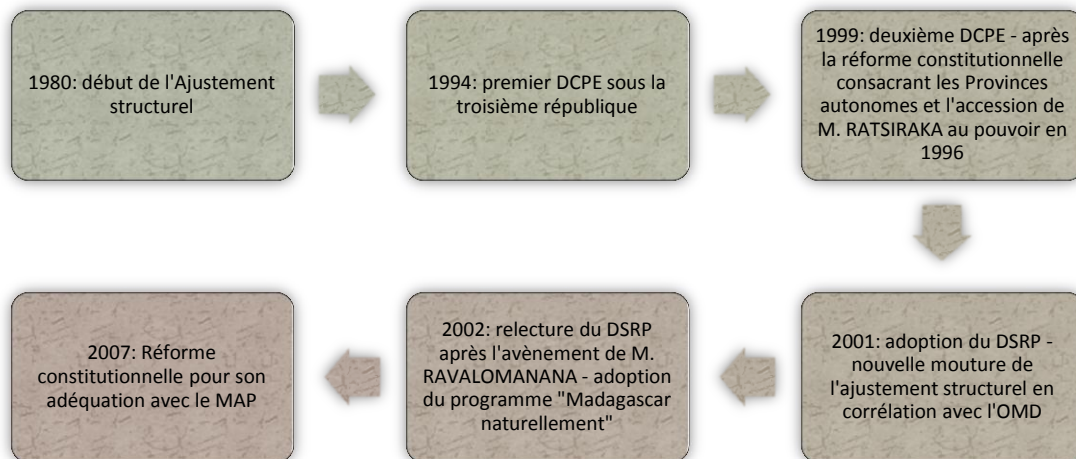 1980: début de l'Ajustement
structurel
1994: premier DCPE sous la
troisième république
1999: deuxième DCPE - après
la réforme constitutionnelle
consacrant les Provinces
autonomes et l'accession de
M. RATSIRAKA au pouvoir en
1996
2001: adoption du DSRP -
nouvelle mouture de
l'ajustement structurel en
corrélation avec l'OMD
2002: relecture du DSRP
après l'avènement de M.
RAVALOMANANA - adoption
du programme "Madagascar
naturellement"
2007: Réforme
constitutionnelle pour son
adéquation avec le MAP